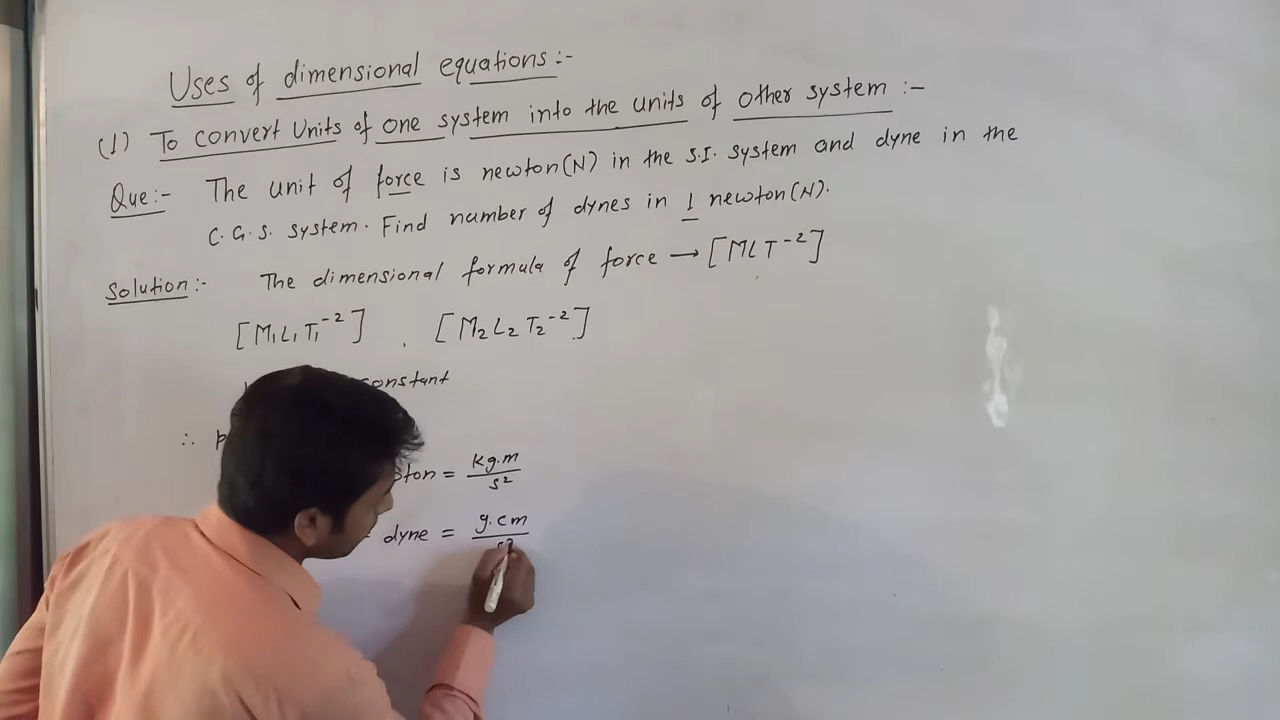 Uses of dimensional equations :-
(1) To convert Units of one system into the units of other system :-
Que:- The unit of force is newton(N) in the S.I. system and dyne in the
C.G.S. system. Find number of dynes in 1 newton(N).
Solution:- The dimensional formula of force → [MLT⁻²]
[M₁L₁T₁⁻²] , [M₂L₂T₂⁻²]
constant
∴
= kg.m/s²
dyne = g.cm/s²